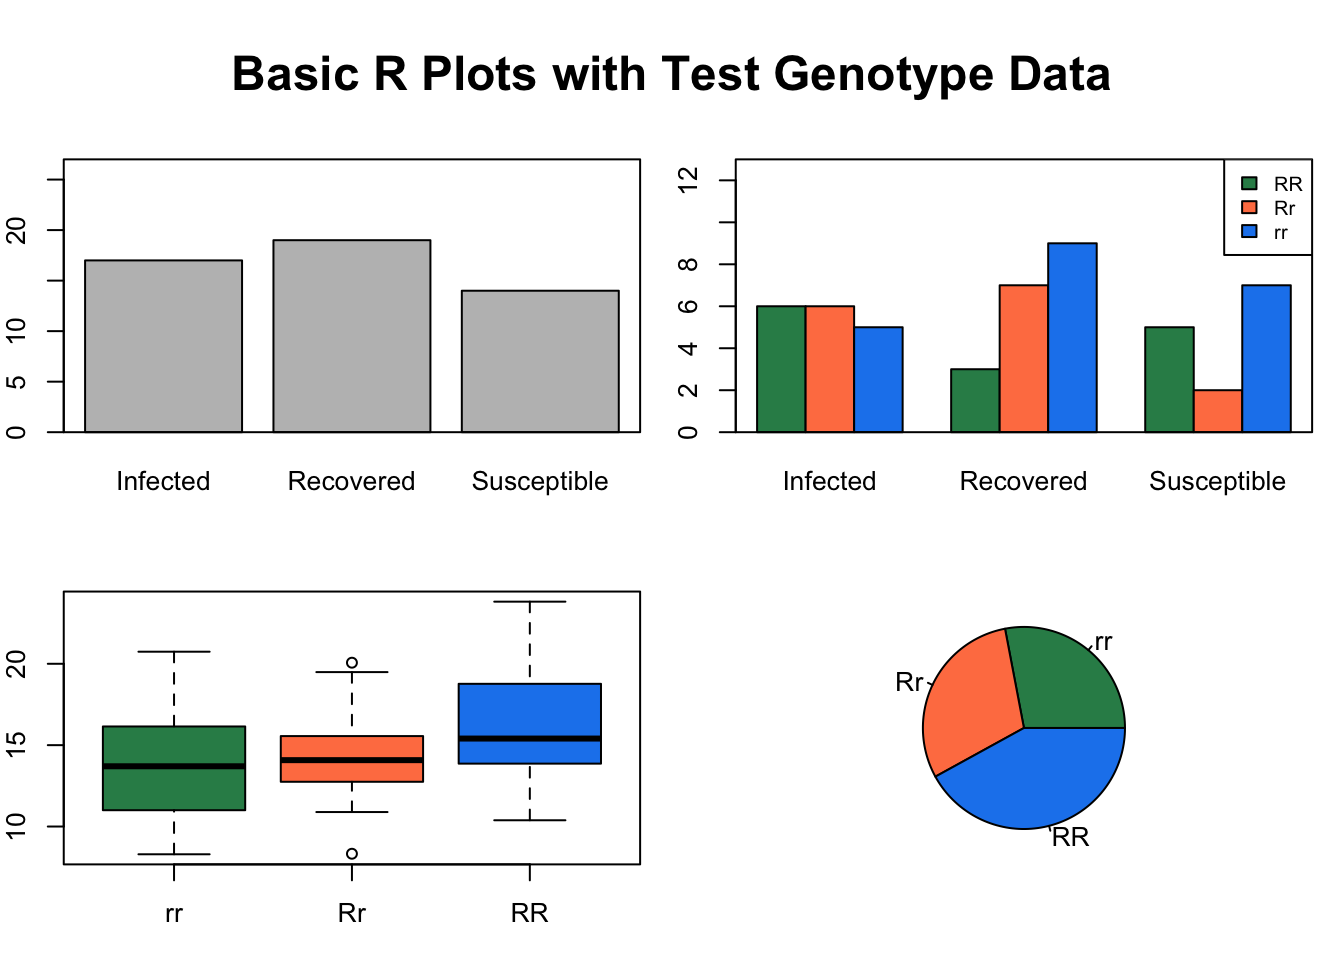 Basic R Plots with Test Genotype Data
20
10
5
0
Infected Recovered Susceptible
12
8
6
4
2
0
RR
Rr
rr
Infected Recovered Susceptible
20
15
10
rr Rr RR
rr
Rr
RR